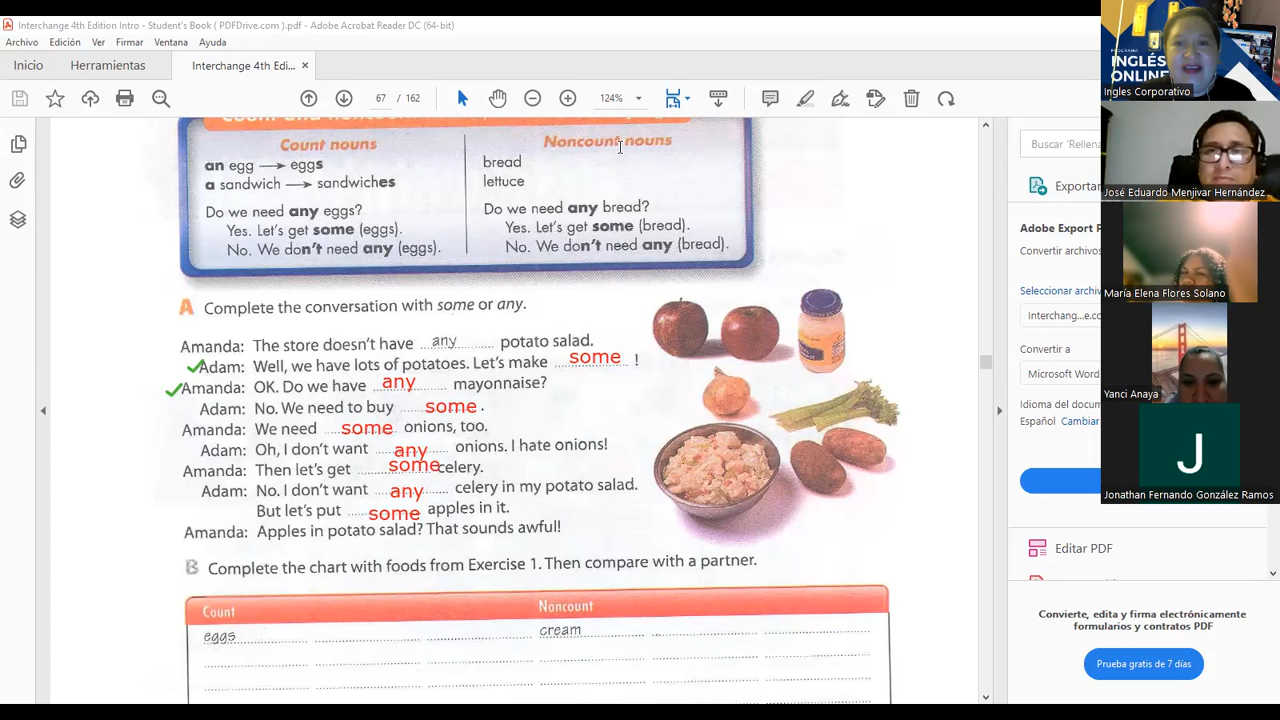 Interchange 4th Edition Intro - Student's Book ( PDFDrive.com ).pdf - Adobe Acrobat Reader DC (64-bit)
Archivo Edición Ver Firmar Ventana Ayuda
Inicio Herramientas Interchange 4th Edi... ×
67 / 162 124%
Count nouns
an egg → eggs
a sandwich → sandwiches
Do we need any eggs?
Yes. Let's get some (eggs).
No. We don't need any (eggs).
Noncount nouns
bread
lettuce
Do we need any bread?
Yes. Let's get some (bread).
No. We don't need any (bread).
A Complete the conversation with some or any.
Amanda: The store doesn't have any potato salad.
Adam: Well, we have lots of potatoes. Let's make some !
Amanda: OK. Do we have any mayonnaise?
Adam: No. We need to buy some .
Amanda: We need some onions, too.
Adam: Oh, I don't want any onions. I hate onions!
Amanda: Then let's get some celery.
Adam: No. I don't want any celery in my potato salad.
But let's put some apples in it.
Amanda: Apples in potato salad? That sounds awful!
B Complete the chart with foods from Exercise 1. Then compare with a partner.
Count Noncount
eggs cream
Buscar 'Rellena
Exportar
Adobe Export P
Convertir archivos
Seleccionar archiv
Interchang...e.co
Convertir a
Microsoft Word
Idioma del docum
Español Cambiar
Editar PDF
Convierte, edita y firma electrónicamente
formularios y contratos PDF
Prueba gratis de 7 días
PROGRAMA
INGLÉS
ONLINE
Ingles Corporativo
José Eduardo Menjivar Hernández
María Elena Flores Solano
Yanci Anaya
J
Jonathan Fernando González Ramos